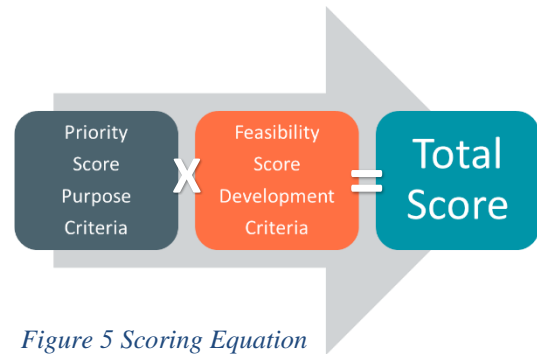 Priority
Score
Purpose
Criteria
X
Feasibility
Score
Development
Criteria
=
Total
Score
Figure 5 Scoring Equation